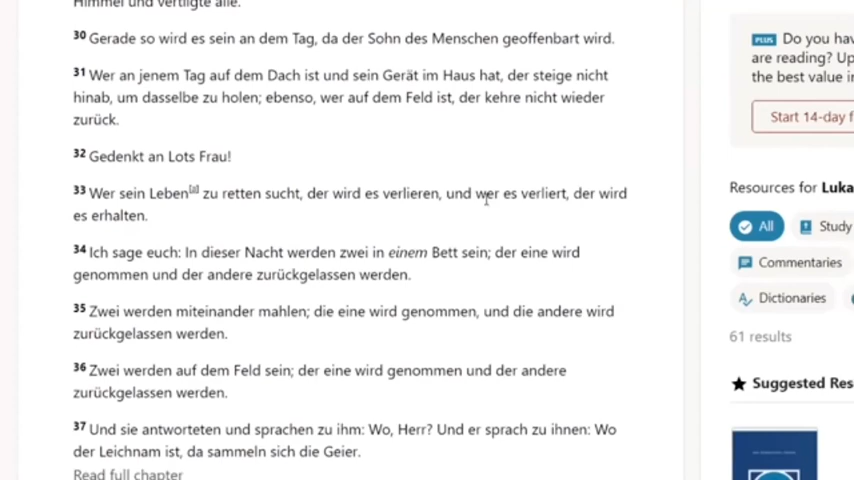 Himmel und vertilgte alle.
30 Gerade so wird es sein an dem Tag, da der Sohn des Menschen geoffenbart wird.
31 Wer an jenem Tag auf dem Dach ist und sein Gerät im Haus hat, der steige nicht
hinab, um dasselbe zu holen; ebenso, wer auf dem Feld ist, der kehre nicht wieder
zurück.
32 Gedenkt an Lots Frau!
33 Wer sein Leben[a] zu retten sucht, der wird es verlieren, und wer es verliert, der wird
es erhalten.
34 Ich sage euch: In dieser Nacht werden zwei in einem Bett sein; der eine wird
genommen und der andere zurückgelassen werden.
35 Zwei werden miteinander mahlen; die eine wird genommen, und die andere wird
zurückgelassen werden.
36 Zwei werden auf dem Feld sein; der eine wird genommen und der andere
zurückgelassen werden.
37 Und sie antworteten und sprachen zu ihm: Wo, Herr? Und er sprach zu ihnen: Wo
der Leichnam ist, da sammeln sich die Geier.
Read full chapter
PLUS Do you hav
are reading? Up
the best value i
Start 14-day f
Resources for Luka
All
Study
Commentaries
Dictionaries
61 results
Suggested Res